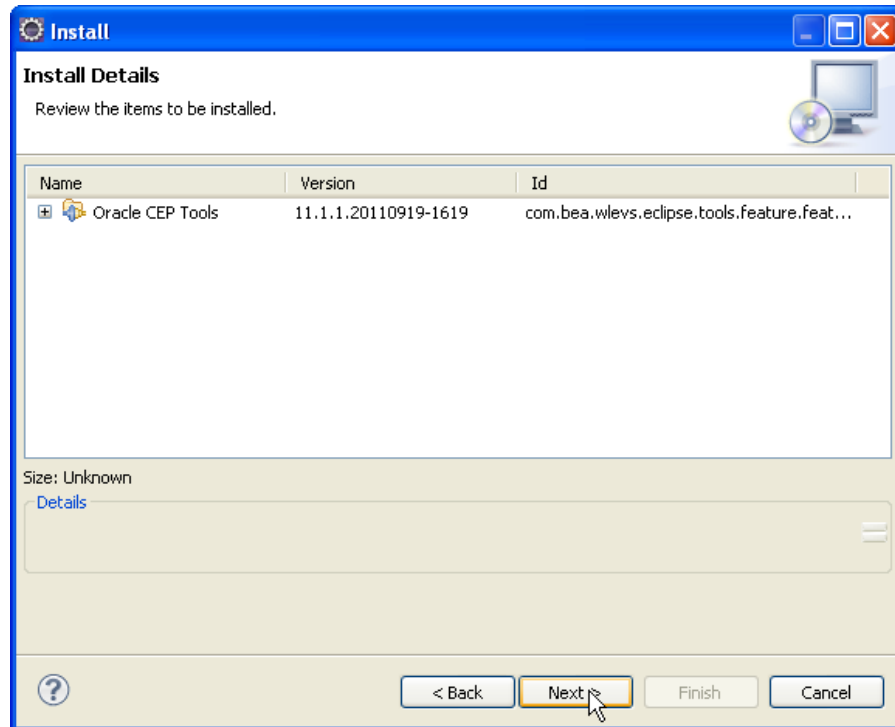 Install
Install Details
Review the items to be installed.
Name Version Id
Oracle CEP Tools 11.1.1.20110919-1619 com.bea.wlevs.eclipse.tools.feature.feat...
Size: Unknown
Details
< Back Next > Finish Cancel